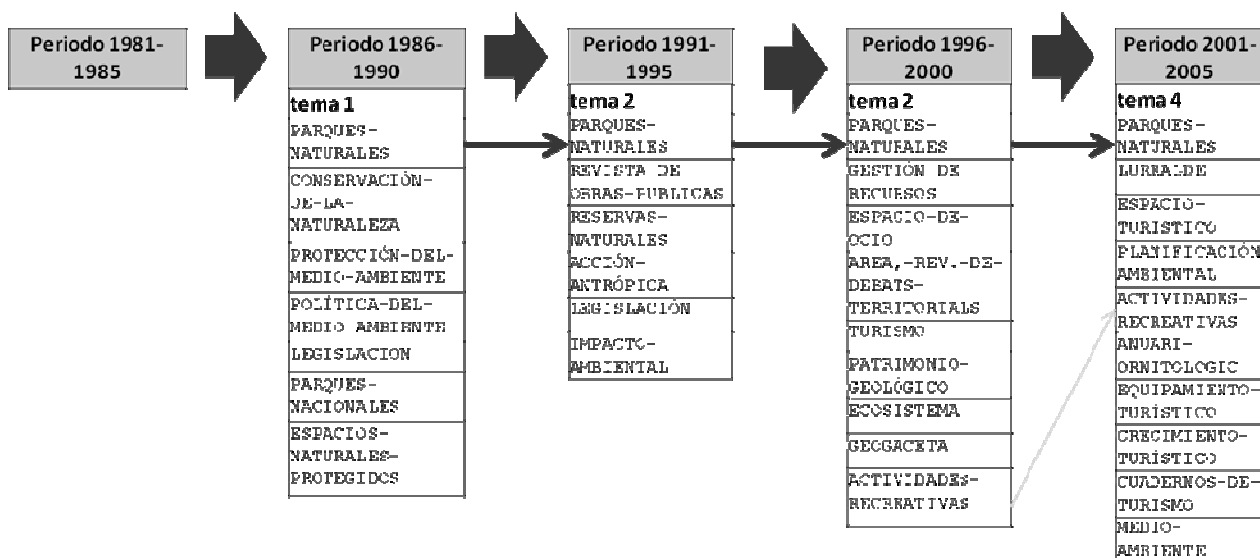 Periodo 1981-
1985
Periodo 1986-
1990
tema 1
PARQUES-
NATURALES
CONSERVACIÓN-
DE-LA-
NATURALEZA
PROTECCIÓN-DEL-
MEDIO-AMBIENTE
POLÍTICA-DEL-
MEDIO AMBIENTE
LEGISLACION
PARQUES-
NACIONALES
ESPACIOS-
NATURALES-
PROTEGIDOS
Periodo 1991-
1995
tema 2
PARQUES-
NATURALES
REVISTA DE
OBRAS-PUBLICAS
RESERVAS-
NATURALES
ACCIÓN-
ANTRÓPICA
LEGISLACIÓN
IMPACTO-
AMBIENTAL
Periodo 1996-
2000
tema 2
PARQUES-
NATURALES
GESTIÓN DE
RECURSOS
ESPACIO-DE-
OCIO
AREA,-REV.-DE-
DEBATS-
TERRITORIALS
TURISMO
PATRIMONIO-
GEOLÓGICO
ECOSISTEMA
GEOGACETA
ACTIVIDADES-
RECREATIVAS
Periodo 2001-
2005
tema 4
PARQUES-
NATURALES
LURRALDE
ESPACIO-
TURISTICO
PLANIFICACIÓN
AMBIENTAL
ACTIVIDADES-
RECREATIVAS
ANUARI-
ORNITOLOGIC
EQUIPAMIENTO-
TURÍSTICO
CRECIMIENTO-
TURÍSTICO
CUADERNOS-DE-
TURISMO
MEDIO-
AMBIENTE